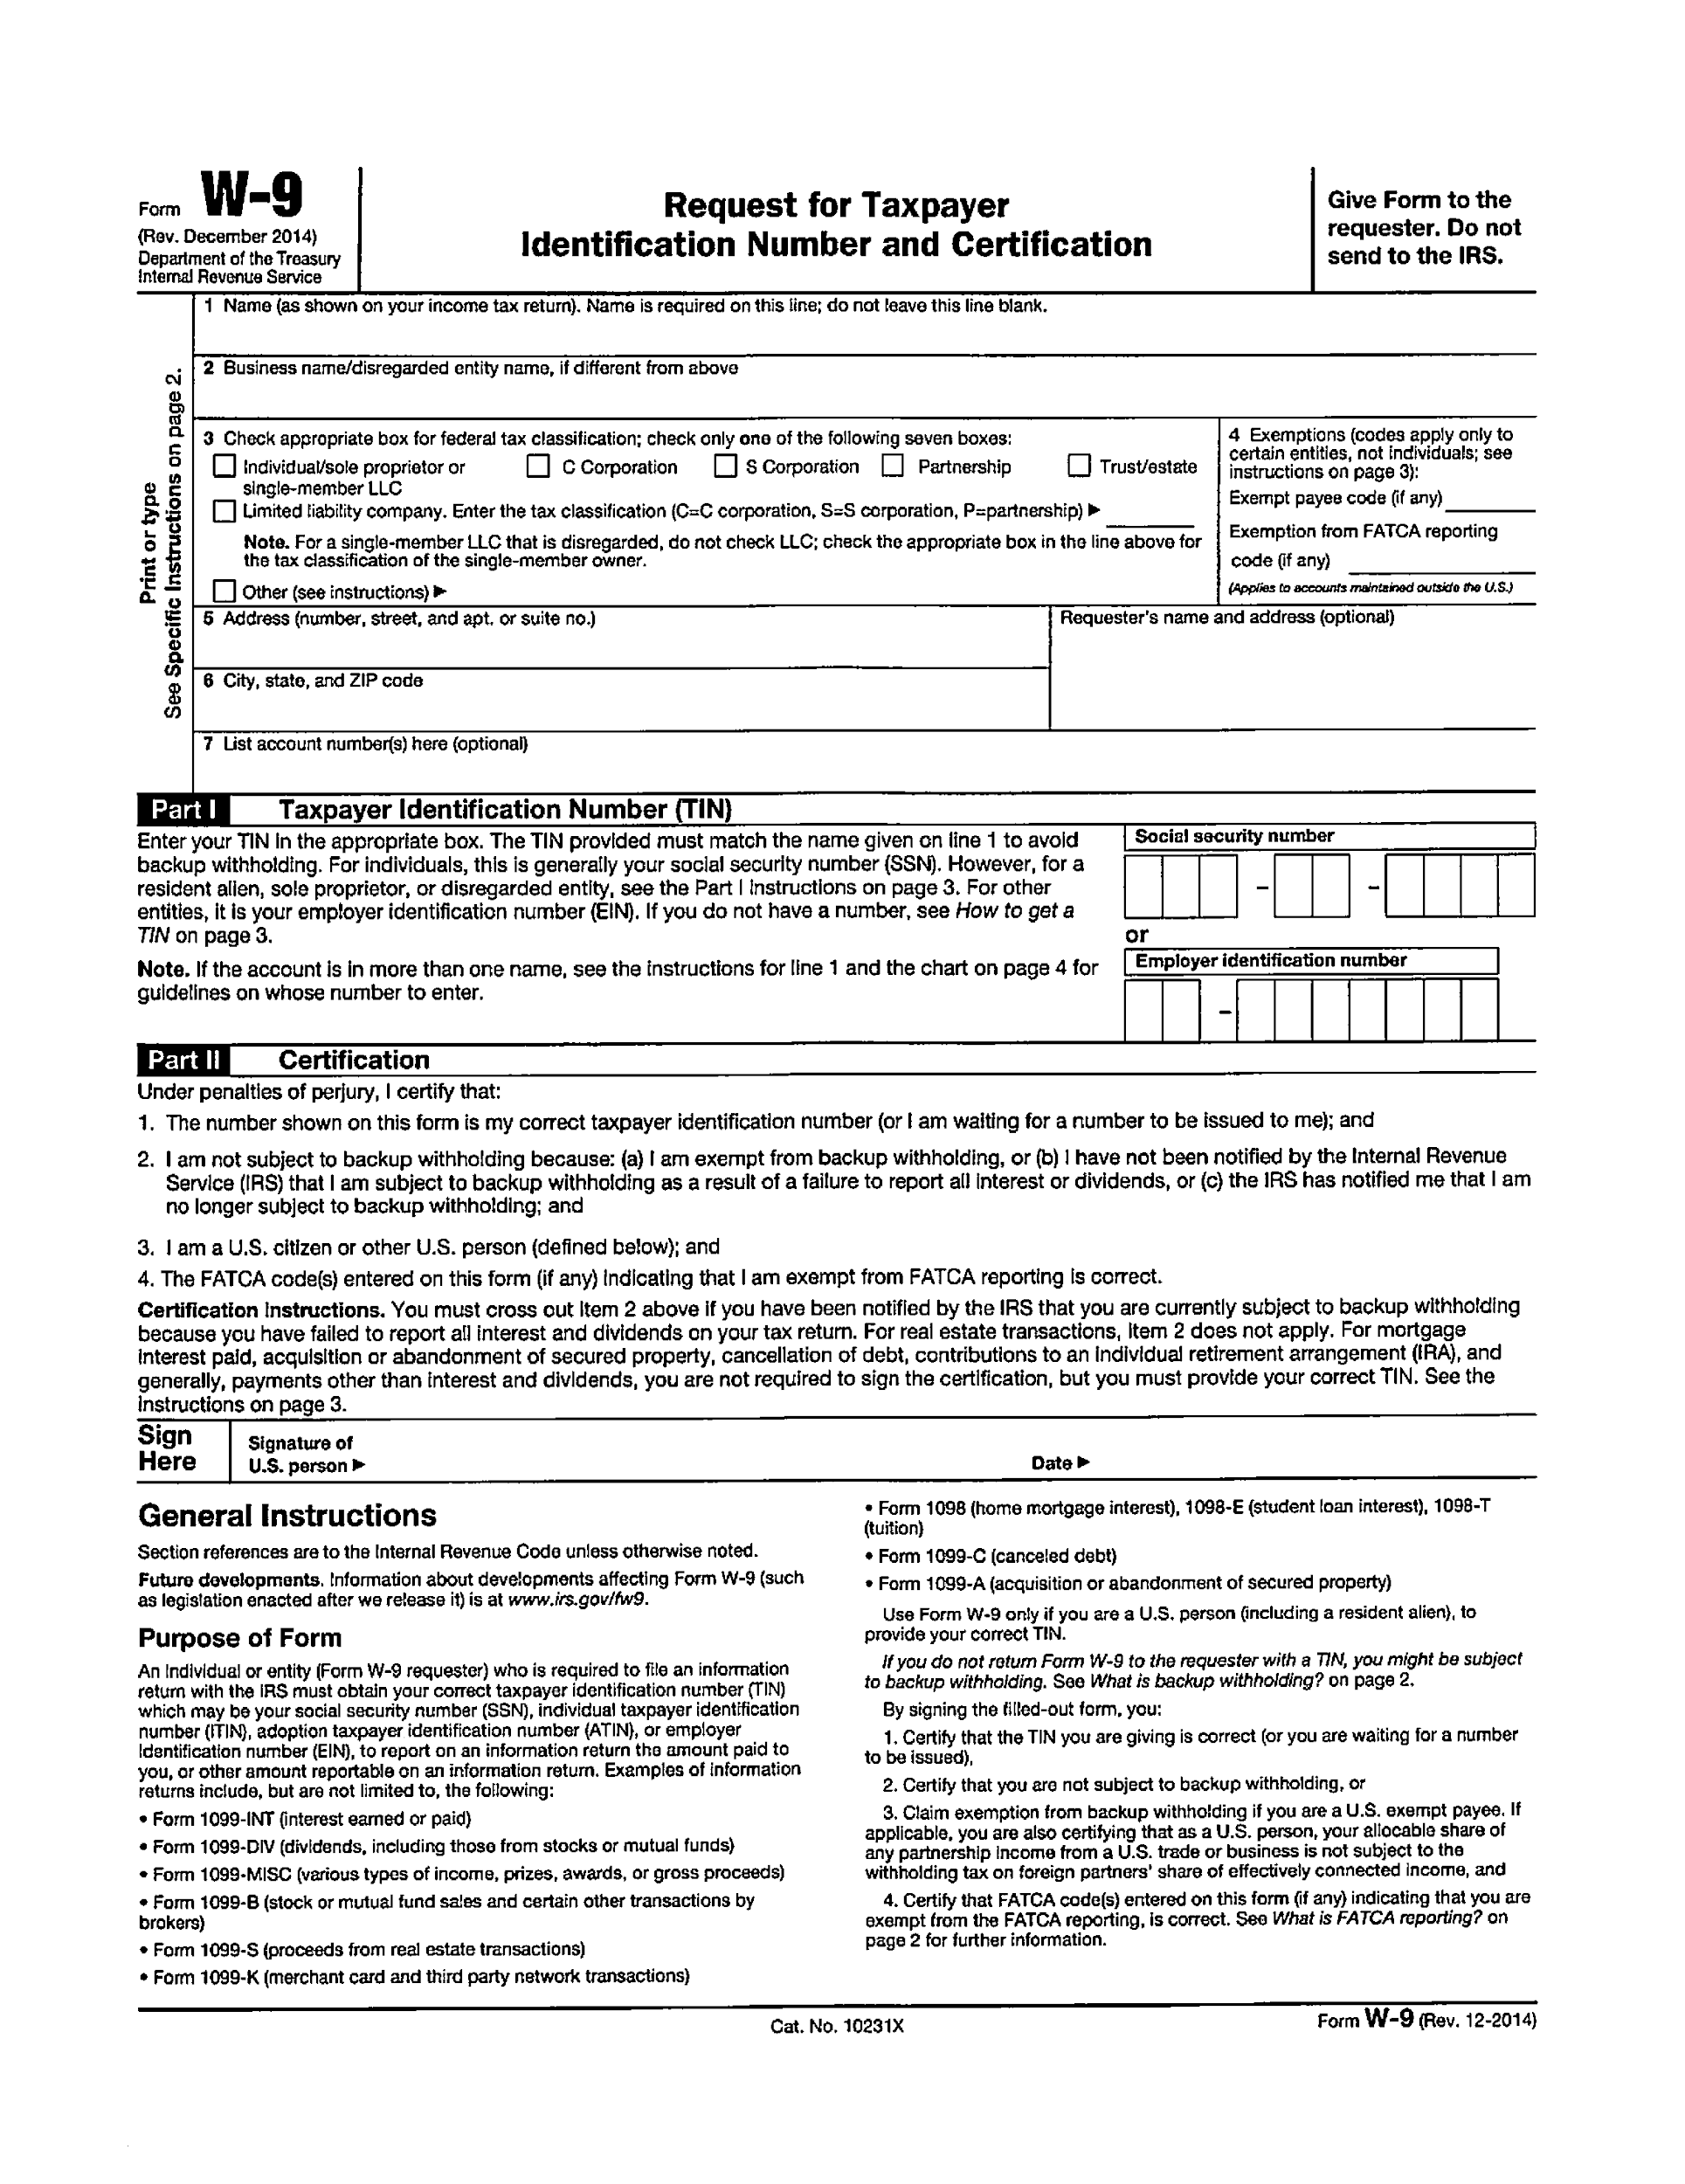 Form W-9
(Rev. December 2014)
Department of the Treasury
Internal Revenue Service
Request for Taxpayer
Identification Number and Certification
Give Form to the
requester. Do not
send to the IRS.
Print or type
See Specific Instructions on page 2.
1 Name (as shown on your income tax return). Name is required on this line; do not leave this line blank.
2 Business name/disregarded entity name, if different from above
3 Check appropriate box for federal tax classification; check only one of the following seven boxes:
Individual/sole proprietor or
single-member LLC
C Corporation
S Corporation
Partnership
Trust/estate
Limited liability company. Enter the tax classification (C=C corporation, S=S corporation, P=partnership) ▶
Note. For a single-member LLC that is disregarded, do not check LLC; check the appropriate box in the line above for
the tax classification of the single-member owner.
Other (see instructions) ▶
4 Exemptions (codes apply only to
certain entities, not individuals; see
instructions on page 3):
Exempt payee code (if any)
Exemption from FATCA reporting
code (if any)
(Applies to accounts maintained outside the U.S.)
5 Address (number, street, and apt. or suite no.)
Requester's name and address (optional)
6 City, state, and ZIP code
7 List account number(s) here (optional)
Part I Taxpayer Identification Number (TIN)
Enter your TIN in the appropriate box. The TIN provided must match the name given on line 1 to avoid
backup withholding. For individuals, this is generally your social security number (SSN). However, for a
resident alien, sole proprietor, or disregarded entity, see the Part I instructions on page 3. For other
entities, it is your employer identification number (EIN). If you do not have a number, see How to get a
TIN on page 3.
Note. If the account is in more than one name, see the instructions for line 1 and the chart on page 4 for
guidelines on whose number to enter.
Social security number
– –
or
Employer identification number
–
Part II Certification
Under penalties of perjury, I certify that:
1. The number shown on this form is my correct taxpayer identification number (or I am waiting for a number to be issued to me); and
2. I am not subject to backup withholding because: (a) I am exempt from backup withholding, or (b) I have not been notified by the Internal Revenue
Service (IRS) that I am subject to backup withholding as a result of a failure to report all interest or dividends, or (c) the IRS has notified me that I am
no longer subject to backup withholding; and
3. I am a U.S. citizen or other U.S. person (defined below); and
4. The FATCA code(s) entered on this form (if any) indicating that I am exempt from FATCA reporting is correct.
Certification instructions. You must cross out item 2 above if you have been notified by the IRS that you are currently subject to backup withholding
because you have failed to report all interest and dividends on your tax return. For real estate transactions, item 2 does not apply. For mortgage
interest paid, acquisition or abandonment of secured property, cancellation of debt, contributions to an individual retirement arrangement (IRA), and
generally, payments other than interest and dividends, you are not required to sign the certification, but you must provide your correct TIN. See the
instructions on page 3.
Sign
Here
Signature of
U.S. person ▶
Date ▶
General Instructions
Section references are to the Internal Revenue Code unless otherwise noted.
Future developments. Information about developments affecting Form W-9 (such
as legislation enacted after we release it) is at www.irs.gov/fw9.
Purpose of Form
An individual or entity (Form W-9 requester) who is required to file an information
return with the IRS must obtain your correct taxpayer identification number (TIN)
which may be your social security number (SSN), individual taxpayer identification
number (ITIN), adoption taxpayer identification number (ATIN), or employer
identification number (EIN), to report on an information return the amount paid to
you, or other amount reportable on an information return. Examples of information
returns include, but are not limited to, the following:
• Form 1099-INT (interest earned or paid)
• Form 1099-DIV (dividends, including those from stocks or mutual funds)
• Form 1099-MISC (various types of income, prizes, awards, or gross proceeds)
• Form 1099-B (stock or mutual fund sales and certain other transactions by
brokers)
• Form 1099-S (proceeds from real estate transactions)
• Form 1099-K (merchant card and third party network transactions)
• Form 1098 (home mortgage interest), 1098-E (student loan interest), 1098-T
(tuition)
• Form 1099-C (canceled debt)
• Form 1099-A (acquisition or abandonment of secured property)
Use Form W-9 only if you are a U.S. person (including a resident alien), to
provide your correct TIN.
If you do not return Form W-9 to the requester with a TIN, you might be subject
to backup withholding. See What is backup withholding? on page 2.
By signing the filled-out form, you:
1. Certify that the TIN you are giving is correct (or you are waiting for a number
to be issued),
2. Certify that you are not subject to backup withholding, or
3. Claim exemption from backup withholding if you are a U.S. exempt payee. If
applicable, you are also certifying that as a U.S. person, your allocable share of
any partnership income from a U.S. trade or business is not subject to the
withholding tax on foreign partners' share of effectively connected income, and
4. Certify that FATCA code(s) entered on this form (if any) indicating that you are
exempt from the FATCA reporting, is correct. See What is FATCA reporting? on
page 2 for further information.
Cat. No. 10231X
Form W-9 (Rev. 12-2014)